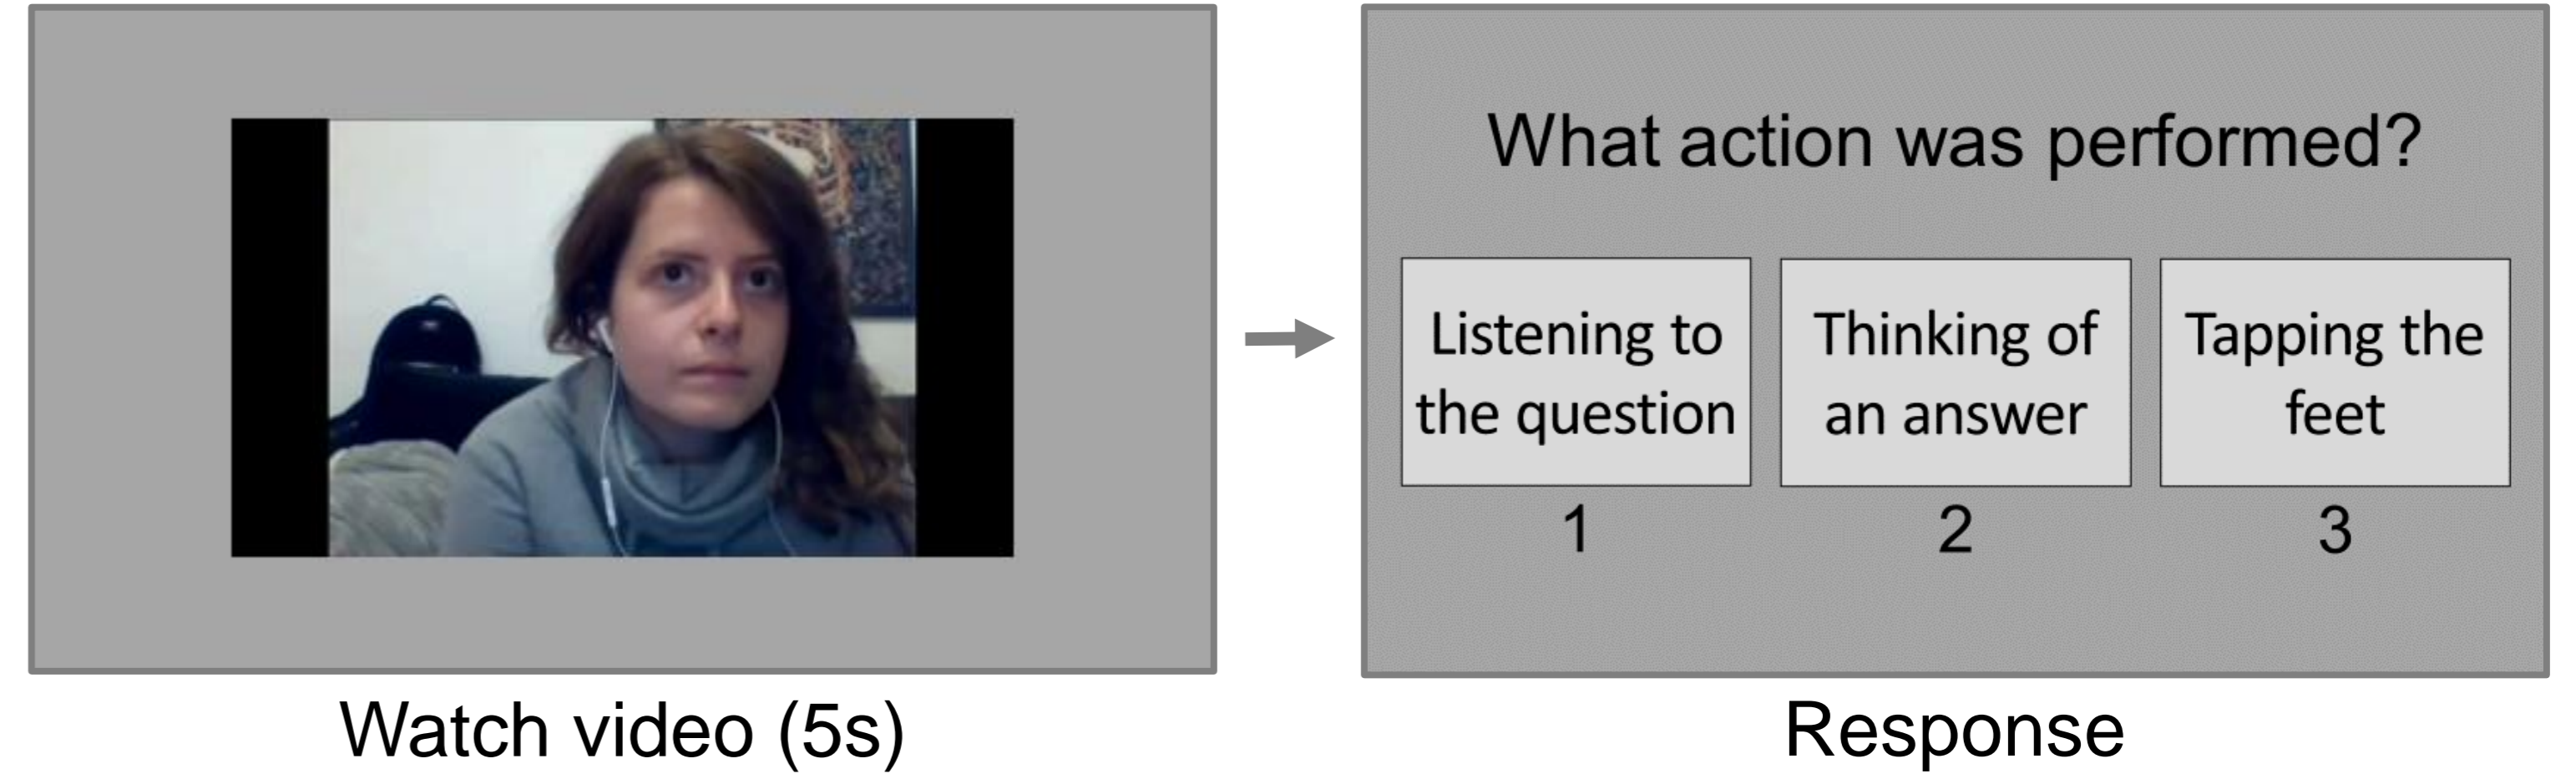 What action was performed?
Listening to
the question
Thinking of
an answer
Tapping the
feet
1
2
3
Watch video (5s)
Response